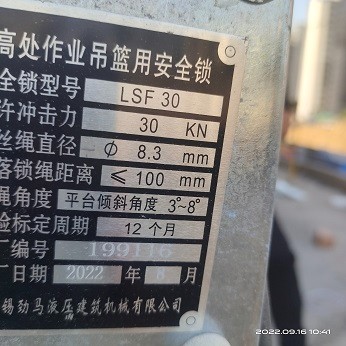 高处作业吊篮用安全锁
全锁型号 LSF 30
许冲击力 30 KN
丝绳直径 ϕ 8.3 mm
落锁绳距离 ≤ 100 mm
绳角度 平台倾斜角度 3°~8°
检标定周期 12 个月
厂编号 199116
厂日期 2022 年 8 月
锡劲马液压建筑机械有限公司
2022.09.16 10:41